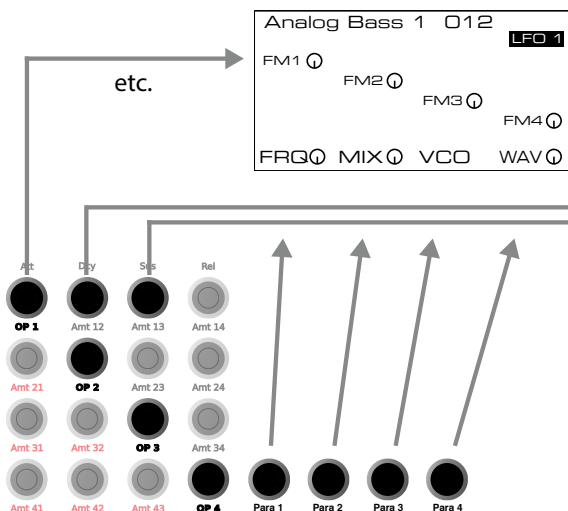 Analog Bass 1 012
LFO 1
FM1
FM2
FM3
FM4
FRQ MIX VCO WAV
etc.
Att Dcy Sus Rel
OP 1 Amt 12 Amt 13 Amt 14
Amt 21 OP 2 Amt 23 Amt 24
Amt 31 Amt 32 OP 3 Amt 34
Amt 41 Amt 42 Amt 43 OP 4 Para 1 Para 2 Para 3 Para 4